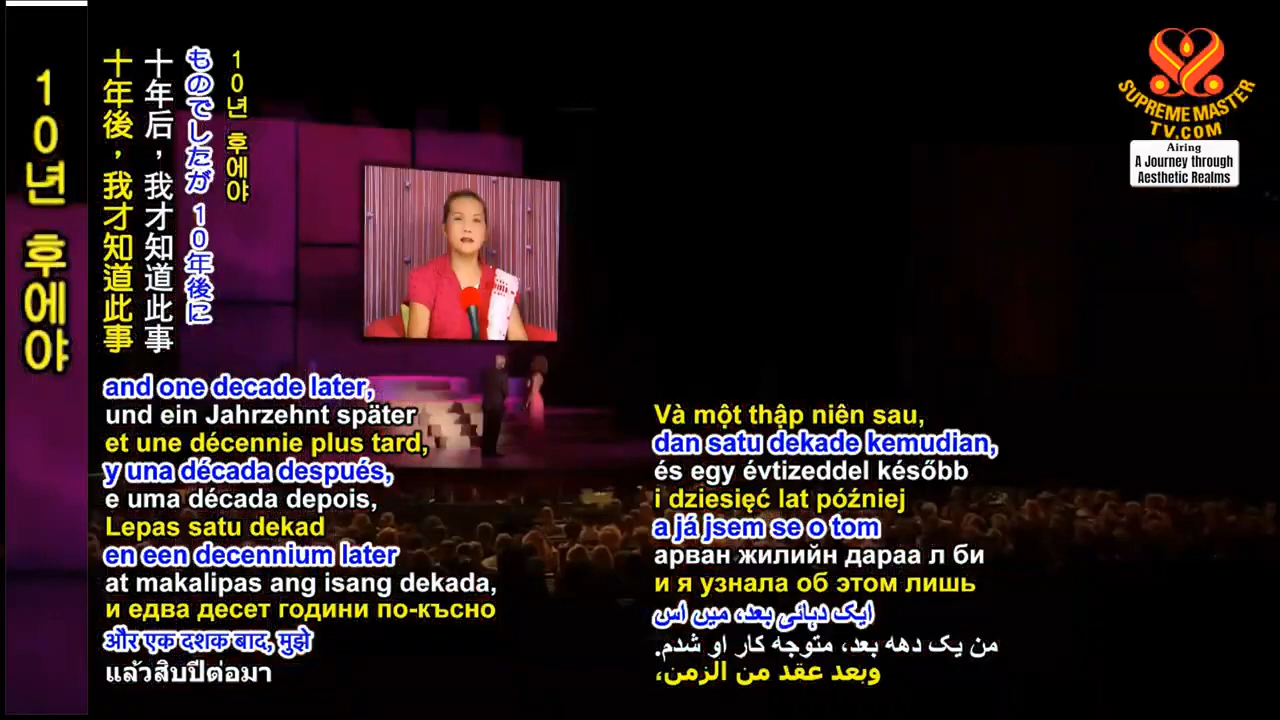 10년 후에야
十年後，我才知道此事
十年后，我才知道此事
ものでしたが 10年後に
10년 후에야
and one decade later,
und ein Jahrzehnt später
et une décennie plus tard,
y una década después,
e uma década depois,
Lepas satu dekad
en een decennium later
at makalipas ang isang dekada,
и едва десет години по-късно
और एक दशक बाद, मुझे
แล้วสิบปีต่อมา
Và một thập niên sau,
dan satu dekade kemudian,
és egy évtizeddel később
i dziesięć lat później
a já jsem se o tom
арван жилийн дараа л би
и я узнала об этом лишь
ایک دہائی بعد، میں اس
من یک دهه بعد، متوجه کار او شدم.
وبعد عقد من الزمن،
SUPREME MASTER
TV.COM
Airing
A Journey through
Aesthetic Realms